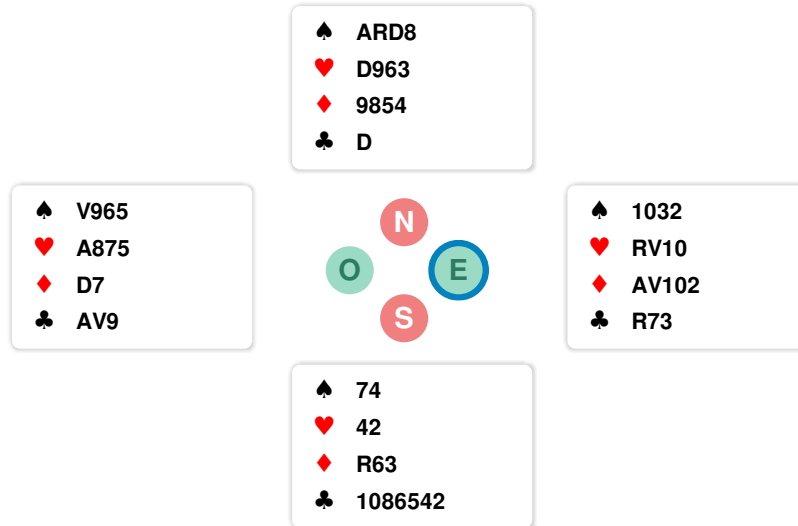 ♠ ARD8
♥ D963
♦ 9854
♣ D
♠ V965
♥ A875
♦ D7
♣ AV9
N
O E
S
♠ 1032
♥ RV10
♦ AV102
♣ R73
♠ 74
♥ 42
♦ R63
♣ 1086542